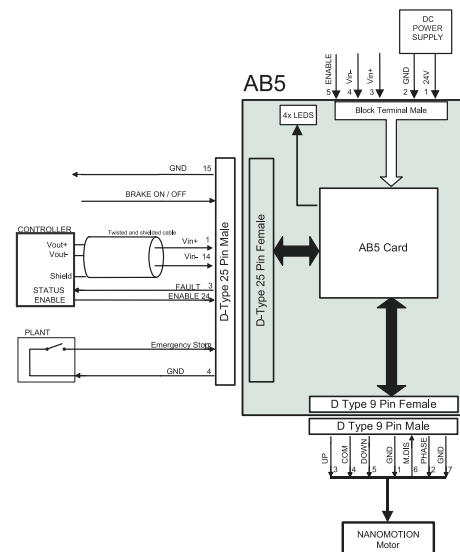 DC
POWER
SUPPLY
ENABLE
Vin-
Vin+
GND
24V
5 4 3 2 1
AB5
4x LEDS
Block Terminal Male
GND 15
BRAKE ON / OFF
D-Type 25 Pin Male
D-Type 25 Pin Female
AB5 Card
CONTROLLER
Twisted and shielded cable
Vout+
Vin+ 1
Vout-
Vin- 14
Shield
STATUS
FAULT 3
ENABLE
ENABLE 24
PLANT
Emergency Stop
GND 4
D Type 9 Pin Female
D Type 9 Pin Male
UP
COM
DOWN
GND
M.DIS
PHASE
GND
3 4 5 1 6 2 7
NANOMOTION
Motor